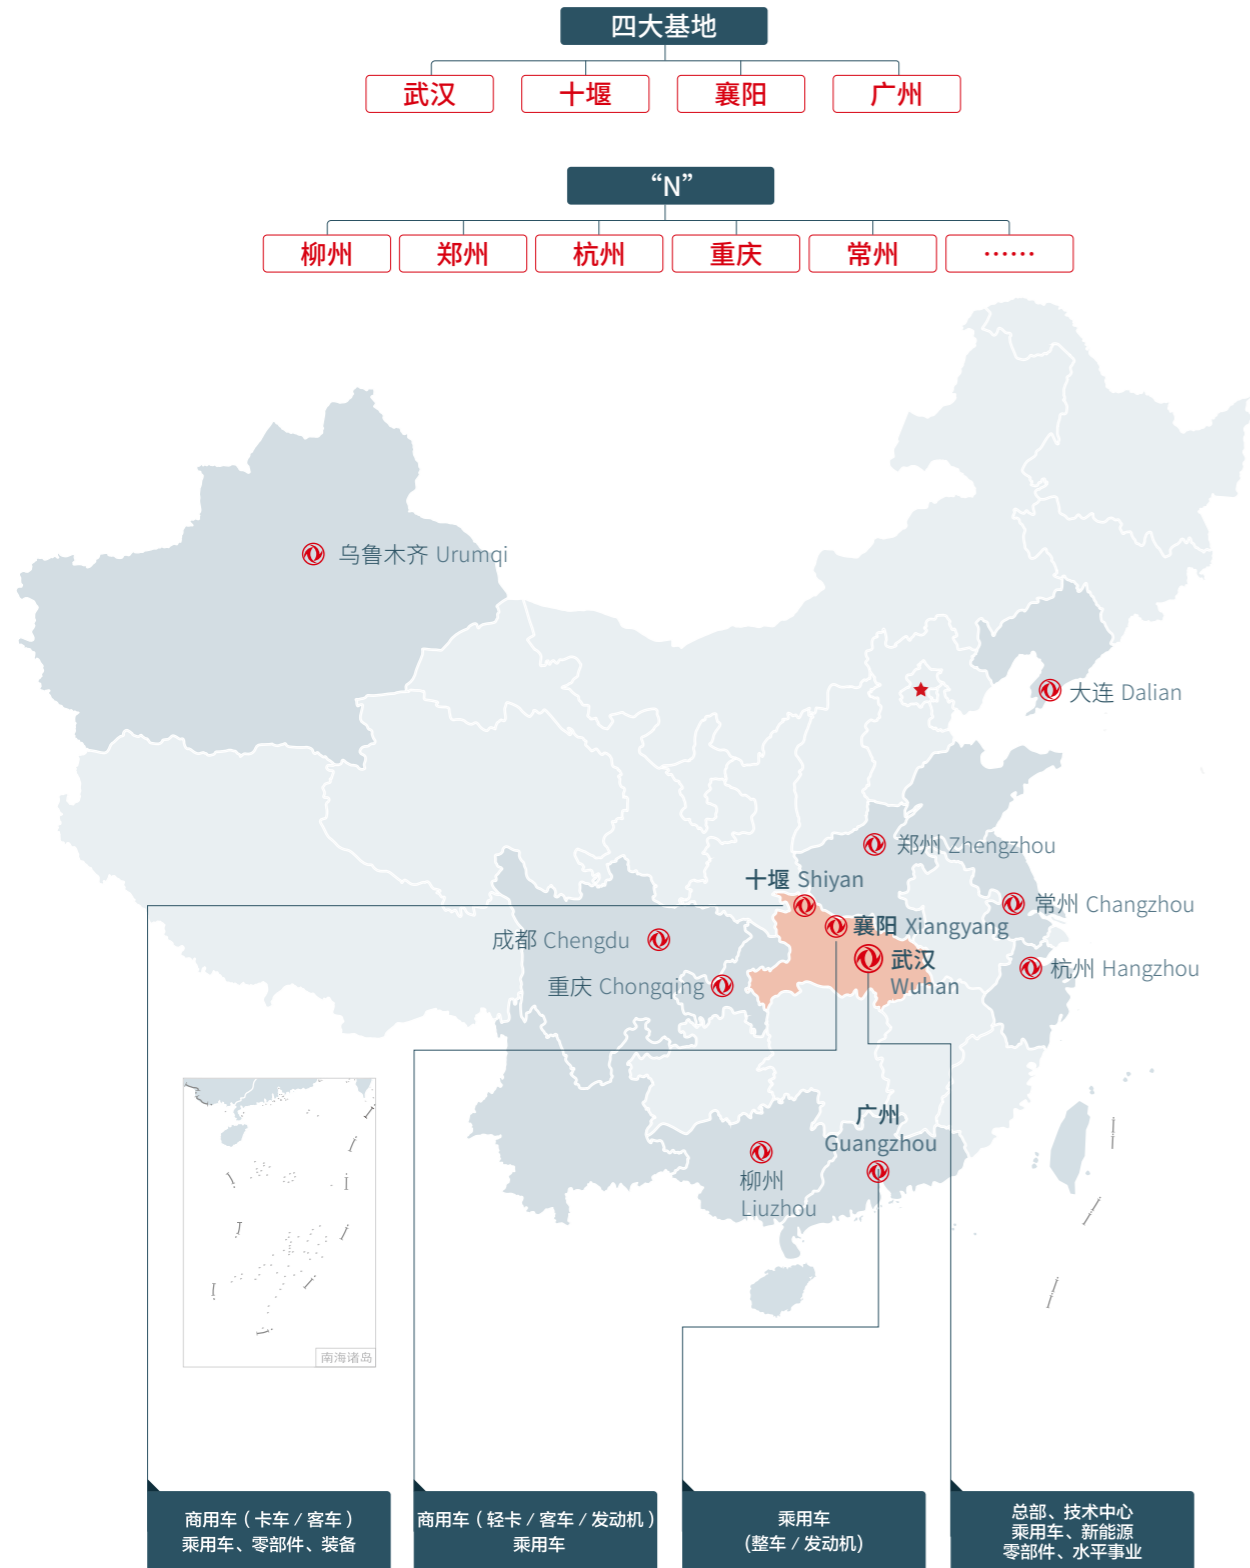 四大基地
武汉
十堰
襄阳
广州
“N”
柳州
郑州
杭州
重庆
常州
……
乌鲁木齐 Urumqi
大连 Dalian
郑州 Zhengzhou
十堰 Shiyan
常州 Changzhou
襄阳 Xiangyang
成都 Chengdu
武汉
Wuhan
杭州 Hangzhou
重庆 Chongqing
广州
Guangzhou
柳州
Liuzhou
南海诸岛
商用车（卡车 / 客车）
乘用车、零部件、装备
商用车（轻卡 / 客车 / 发动机）
乘用车
乘用车
(整车 / 发动机)
总部、技术中心
乘用车、新能源
零部件、水平事业